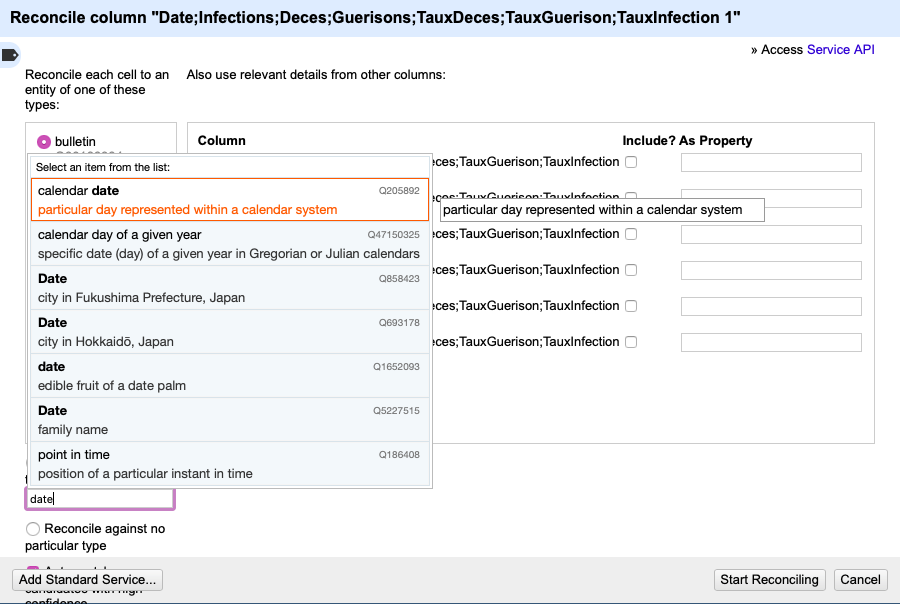 Reconcile column "Date;Infections;Deces;Guerisons;TauxDeces;TauxGuerison;TauxInfection 1"
» Access Service API
Reconcile each cell to an
entity of one of these
types:
Also use relevant details from other columns:
bulletin
Column Include? As Property
Select an item from the list:
calendar date Q205892
particular day represented within a calendar system
calendar day of a given year Q47150325
specific date (day) of a given year in Gregorian or Julian calendars
Date Q858423
city in Fukushima Prefecture, Japan
Date Q693178
city in Hokkaidō, Japan
date Q1652093
edible fruit of a date palm
Date Q5227515
family name
point in time Q186408
position of a particular instant in time
eces;TauxGuerison;TauxInfection
eces;TauxGuerison;TauxInfection
particular day represented within a calendar system
eces;TauxGuerison;TauxInfection
eces;TauxGuerison;TauxInfection
eces;TauxGuerison;TauxInfection
eces;TauxGuerison;TauxInfection
date
Reconcile against no
particular type
candidates with high
confidence
Add Standard Service...
Start Reconciling
Cancel